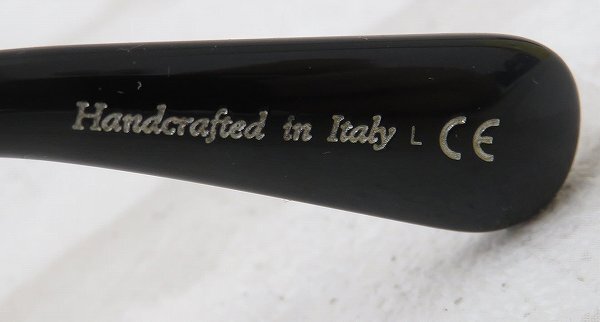 Handcrafted in Italy L CE